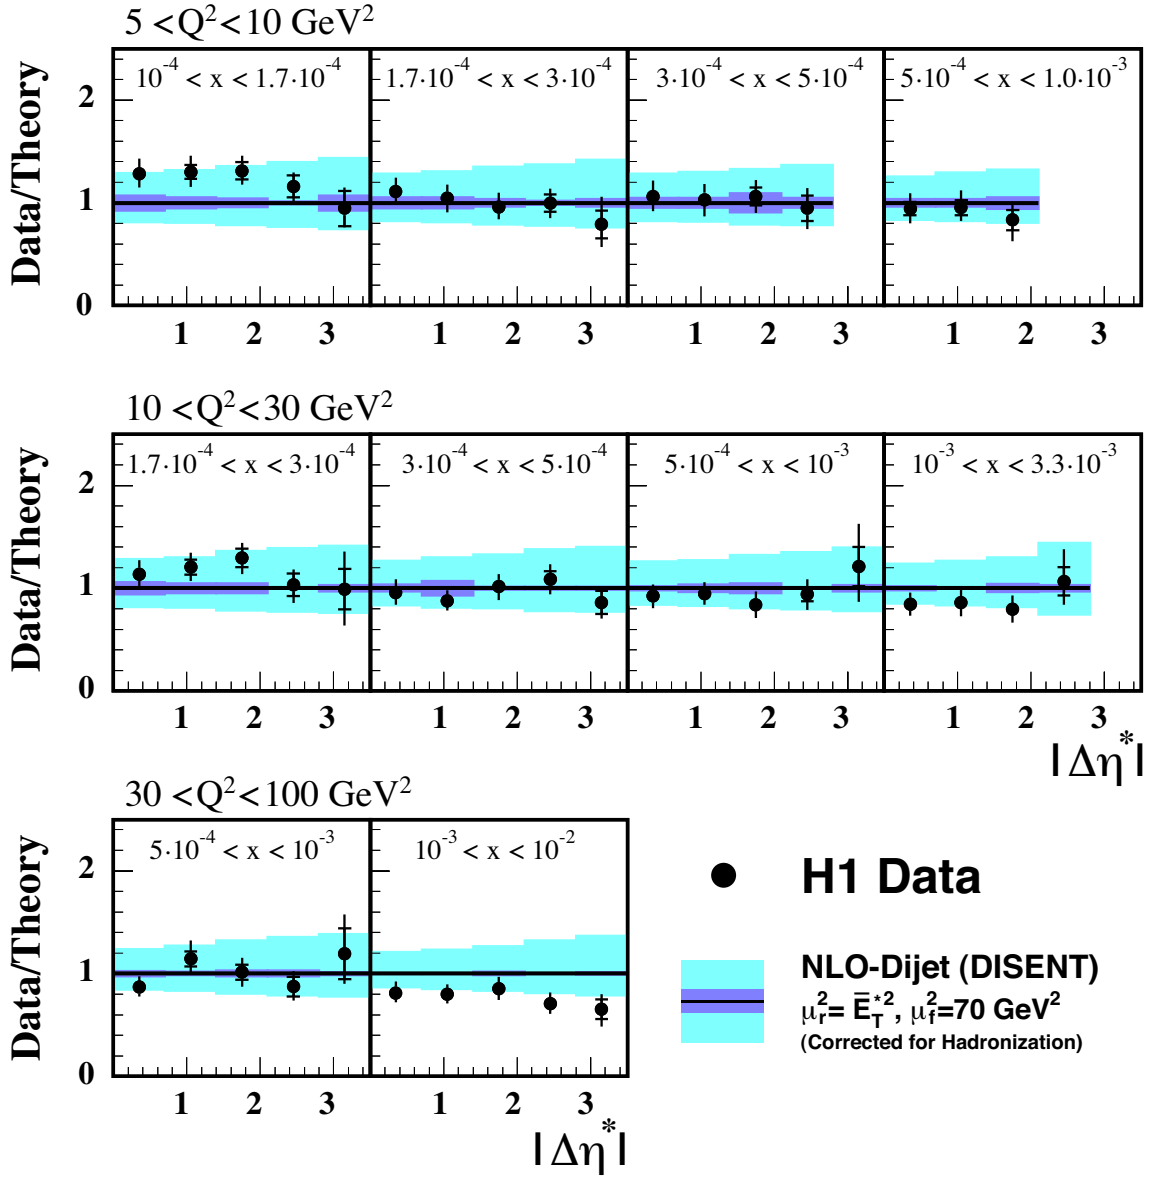 5 <Q²<10 GeV²
Data/Theory
10⁻⁴ < x < 1.7·10⁻⁴
1.7·10⁻⁴ < x < 3·10⁻⁴
3·10⁻⁴ < x < 5·10⁻⁴
5·10⁻⁴ < x < 1.0·10⁻³
2
1
0
1 2 3 1 2 3 1 2 3 1 2 3
10 <Q²<30 GeV²
Data/Theory
1.7·10⁻⁴ < x < 3·10⁻⁴
3·10⁻⁴ < x < 5·10⁻⁴
5·10⁻⁴ < x < 10⁻³
10⁻³ < x < 3.3·10⁻³
2
1
0
1 2 3 1 2 3 1 2 3 1 2 3
| Δη* |
30 <Q²<100 GeV²
Data/Theory
5·10⁻⁴ < x < 10⁻³
10⁻³ < x < 10⁻²
2
1
0
1 2 3 1 2 3
| Δη* |
H1 Data
NLO-Dijet (DISENT)
μᵣ²= Ē_T*², μ_f²=70 GeV²
(Corrected for Hadronization)